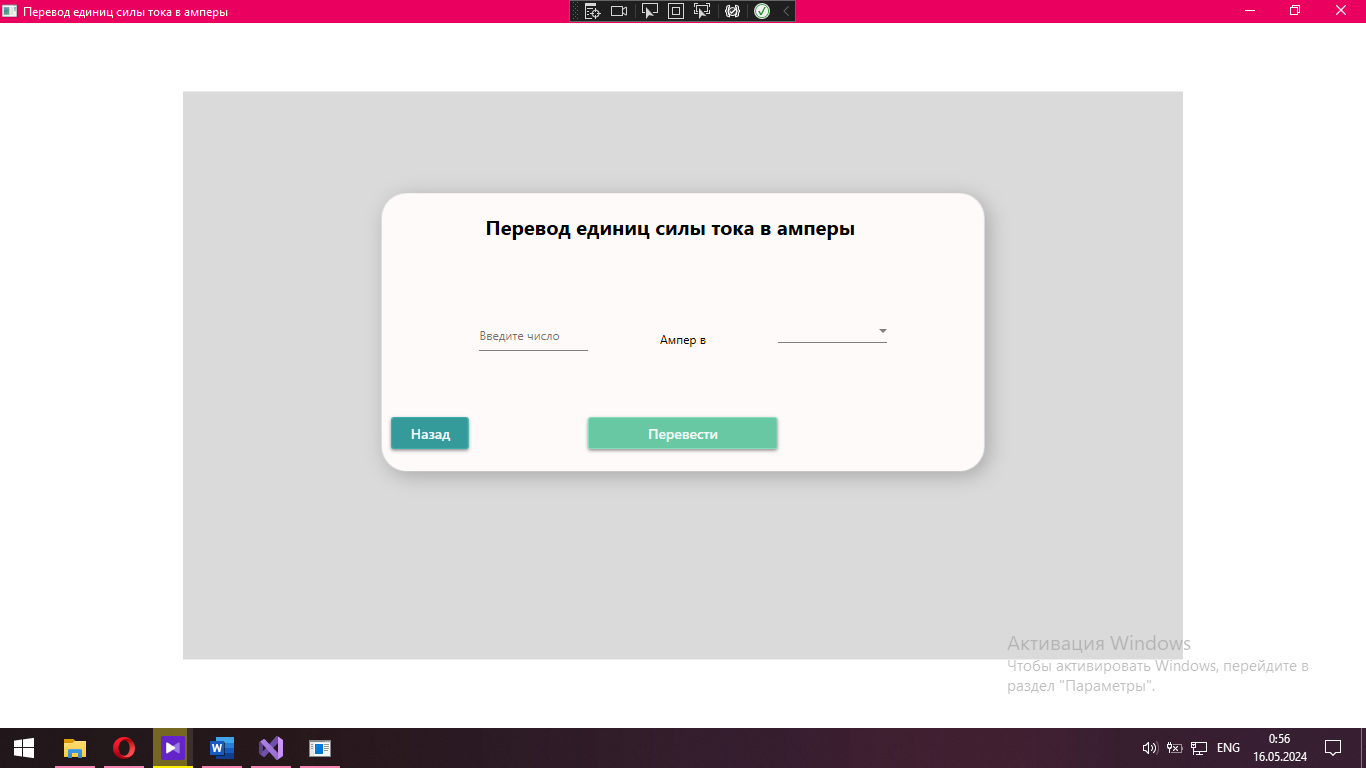 Перевод единиц силы тока в амперы
Перевод единиц силы тока в амперы
Введите число
Ампер в
Назад
Перевести
Активация Windows
Чтобы активировать Windows, перейдите в
раздел "Параметры".
W
ENG
0:56
16.05.2024